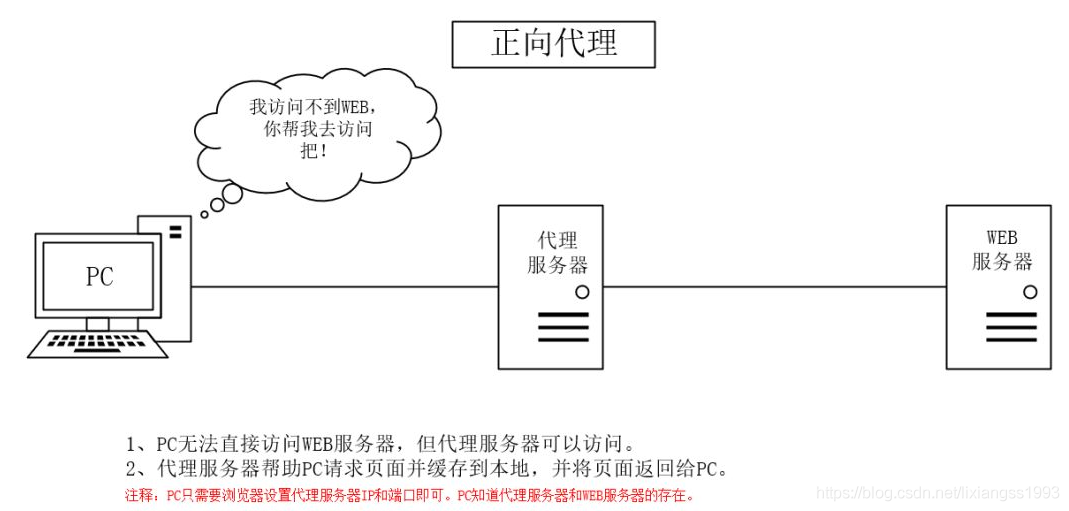 正向代理
我访问不到WEB,
你帮我去访问
把!
PC
代理
服务器
WEB
服务器
1、PC无法直接访问WEB服务器，但代理服务器可以访问。
2、代理服务器帮助PC请求页面并缓存到本地，并将页面返回给PC。
注释：PC只需要浏览器设置代理服务器IP和端口即可。PC知道代理服务器和WEB服务器的存在。
https://blog.csdn.net/lixiangss1993